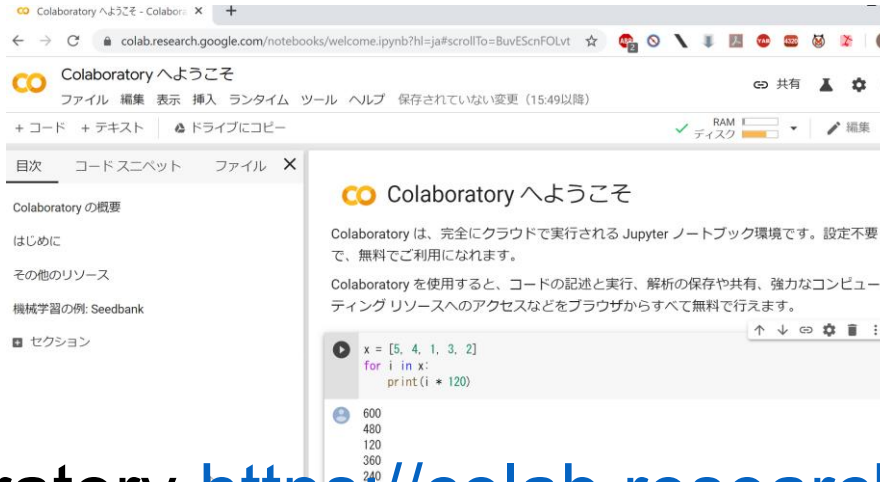 Colaboratory へようこそ - Colabora
colab.research.google.com/notebooks/welcome.ipynb?hl=ja#scrollTo=BuvEScnFOLvt
Colaboratory へようこそ
共有
ファイル 編集 表示 挿入 ランタイム ツール ヘルプ 保存されていない変更（15:49以降）
+ コード + テキスト ドライブにコピー
RAM
ディスク
編集
目次 コード スニペット ファイル
Colaboratory の概要
はじめに
その他のリソース
機械学習の例: Seedbank
セクション
Colaboratory へようこそ
Colaboratory は、完全にクラウドで実行される Jupyter ノートブック環境です。設定不要
で、無料でご利用になれます。
Colaboratory を使用すると、コードの記述と実行、解析の保存や共有、強力なコンピュー
ティング リソースへのアクセスなどをブラウザからすべて無料で行えます。
x = [5, 4, 1, 3, 2]
for i in x:
print(i * 120)
600
480
120
360
240
ratory https://colab.research